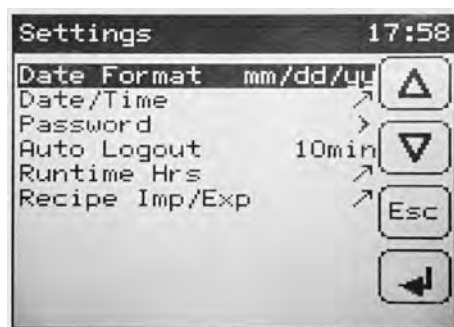 Settings 17:58
Date Format mm/dd/yy
Date/Time
Password >
Auto Logout 10min
Runtime Hrs
Recipe Imp/Exp
Esc